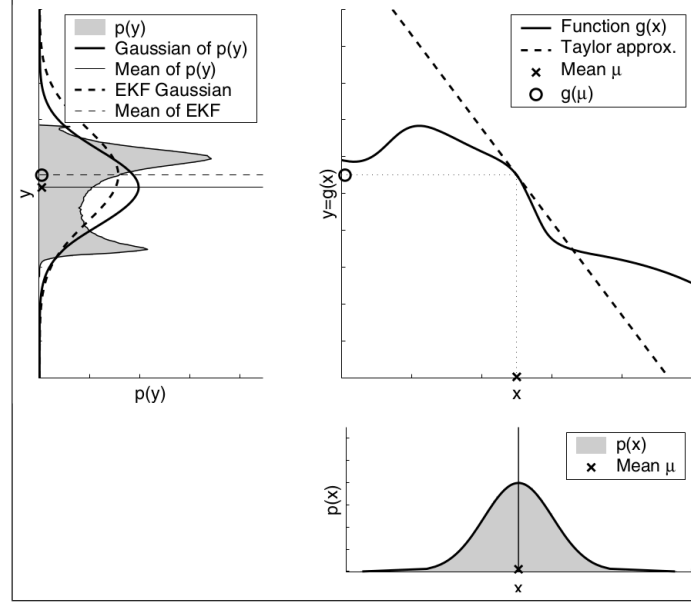 p(y)
Gaussian of p(y)
Mean of p(y)
EKF Gaussian
Mean of EKF
y
p(y)
Function g(x)
Taylor approx.
Mean μ
g(μ)
y=g(x)
x
p(x)
Mean μ
p(x)
x